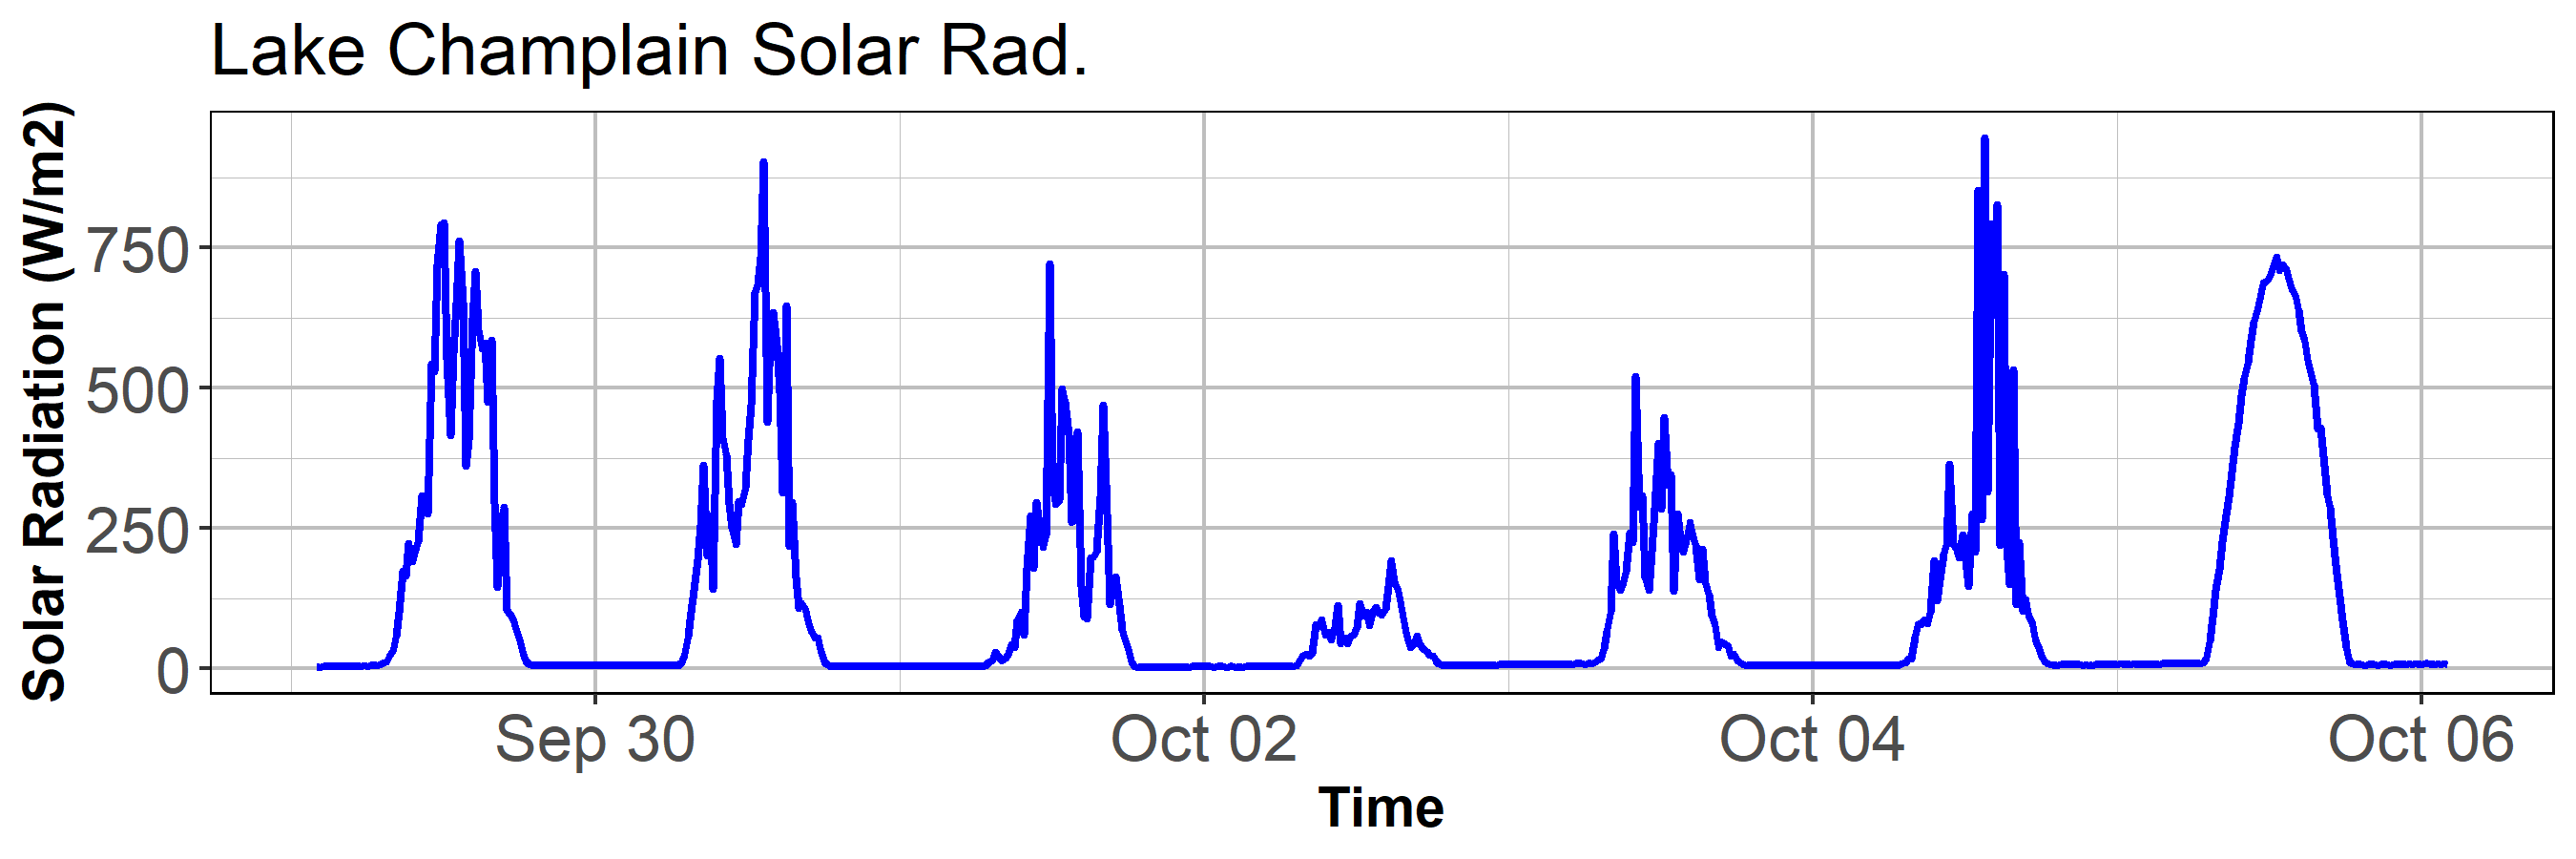 Lake Champlain Solar Rad.
Solar Radiation (W/m2)
750
500
250
0
Sep 30
Oct 02
Oct 04
Oct 06
Time